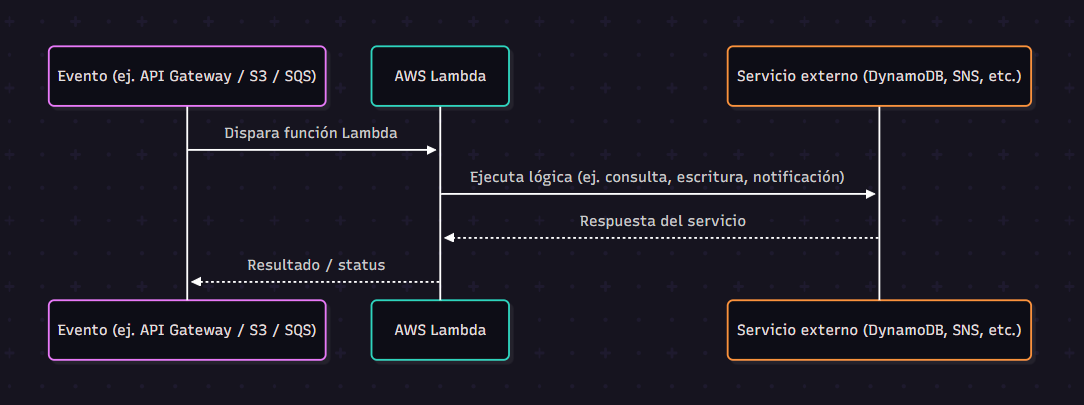 Evento (ej. API Gateway / S3 / SQS)
AWS Lambda
Servicio externo (DynamoDB, SNS, etc.)
Dispara función Lambda
Ejecuta lógica (ej. consulta, escritura, notificación)
Respuesta del servicio
Resultado / status
Evento (ej. API Gateway / S3 / SQS)
AWS Lambda
Servicio externo (DynamoDB, SNS, etc.)